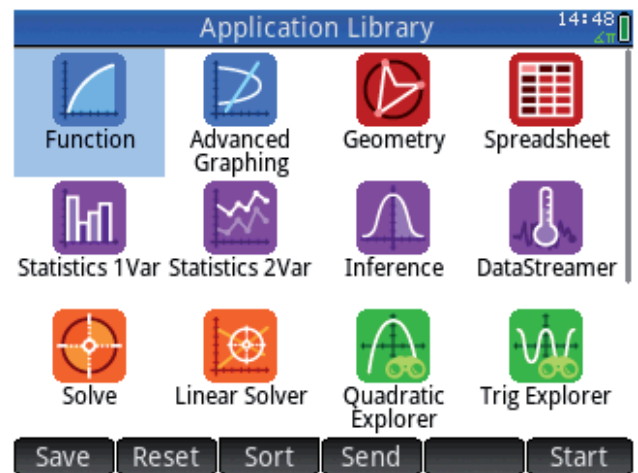 Application Library
14:48
∡π
Function
Advanced Graphing
Geometry
Spreadsheet
Statistics 1Var
Statistics 2Var
Inference
DataStreamer
Solve
Linear Solver
Quadratic Explorer
Trig Explorer
Save
Reset
Sort
Send
Start